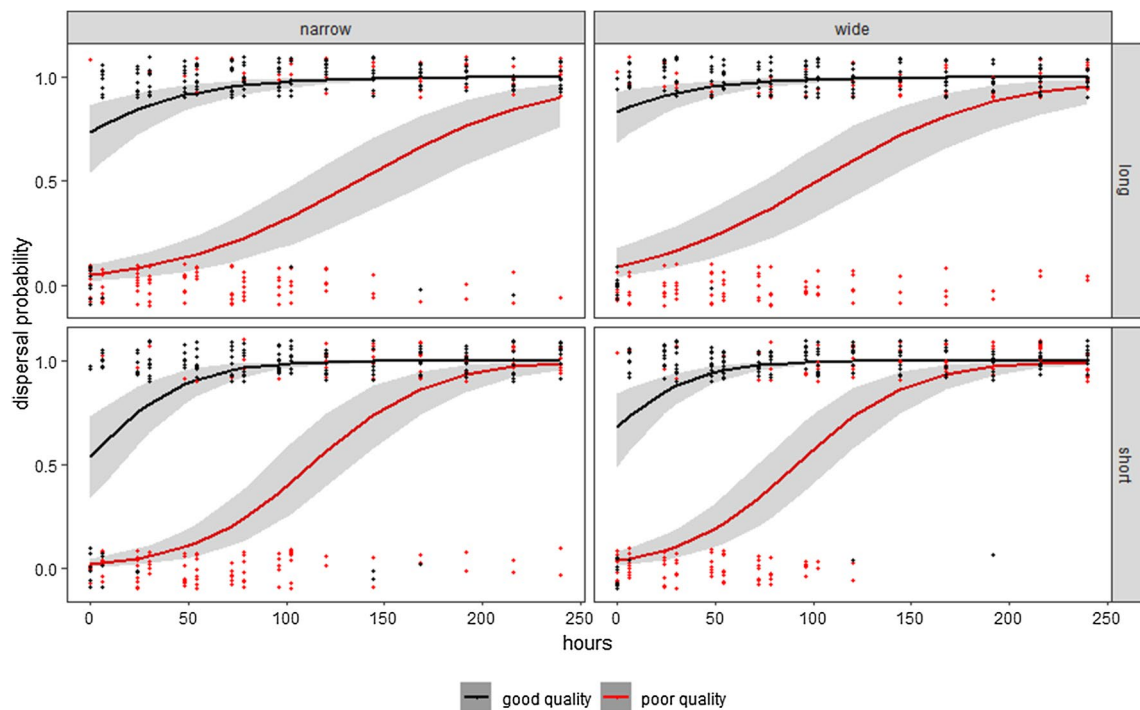 narrow wide
1.0
0.5
0.0
long
dispersal probability
1.0
0.5
0.0
short
0 50 100 150 200 250 0 50 100 150 200 250
hours
good quality poor quality